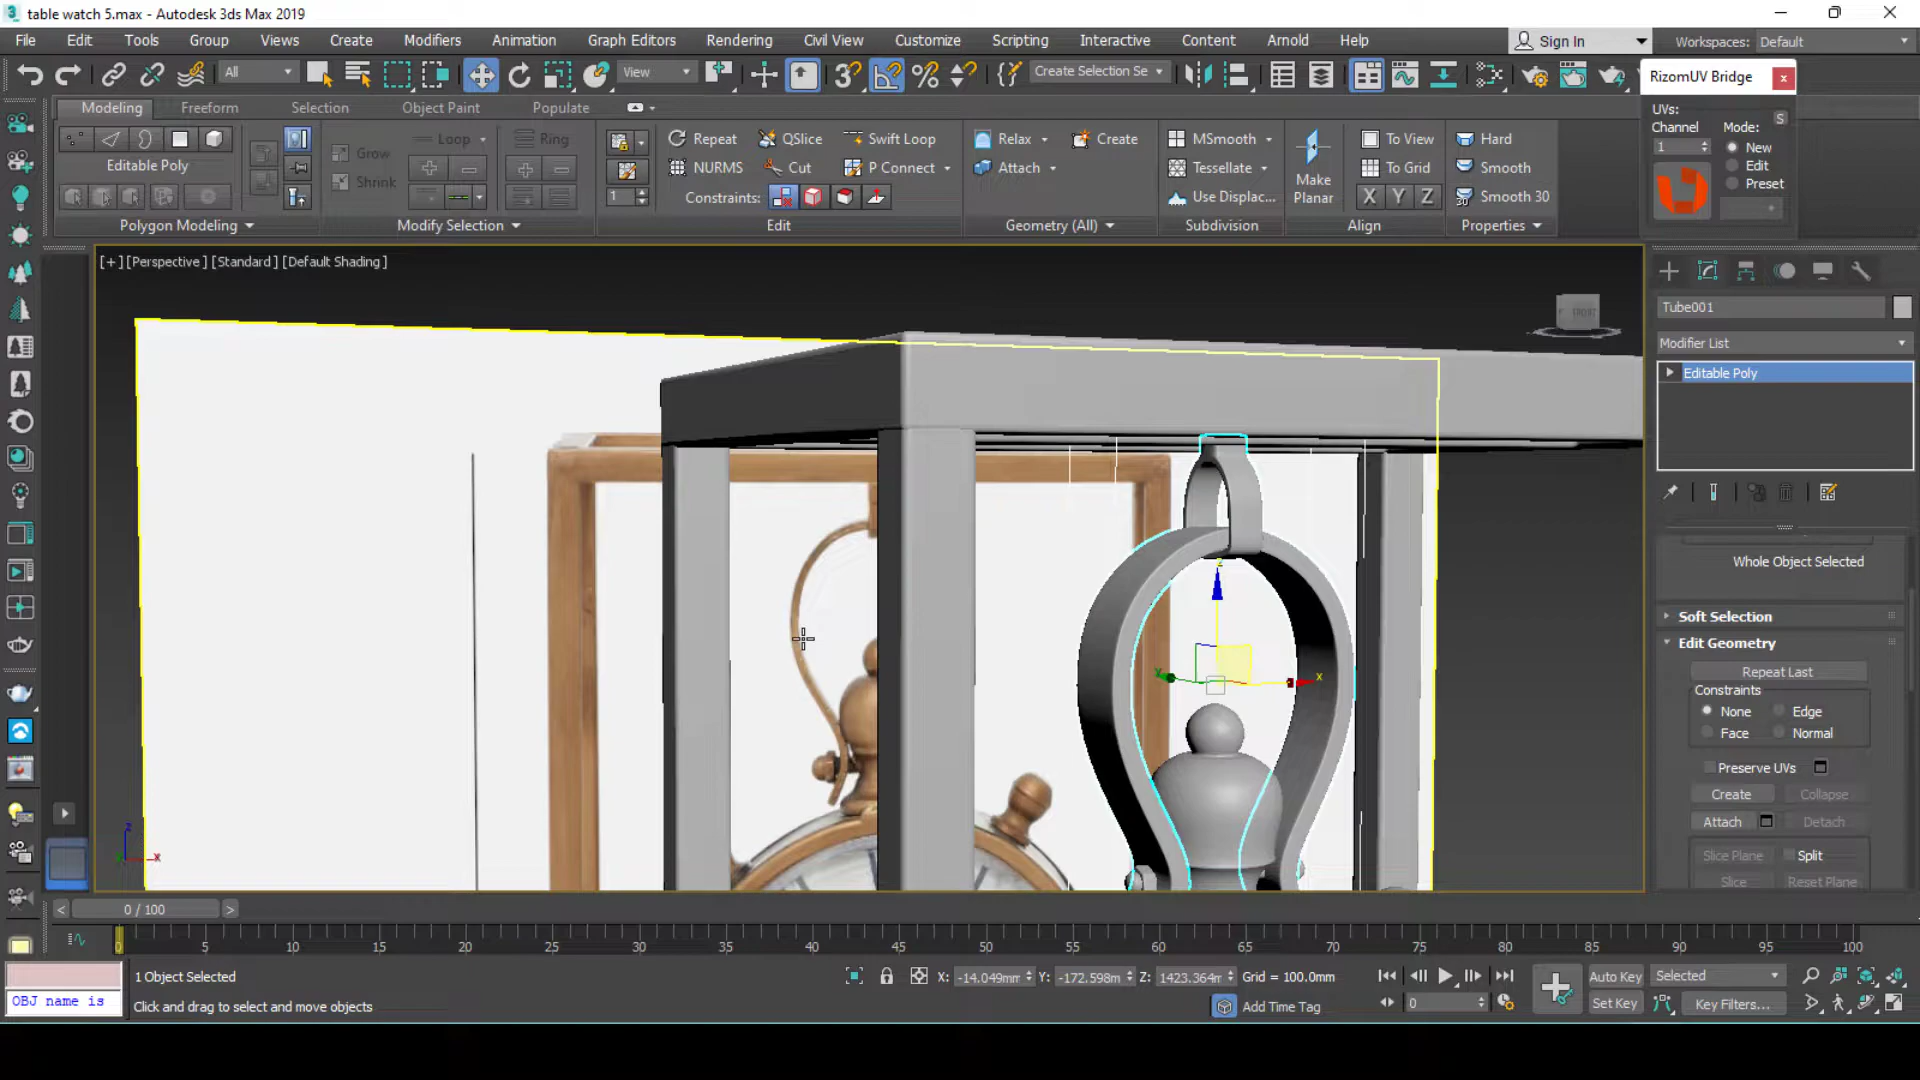 table watch 5.max - Autodesk 3ds Max 2019
File Edit Tools Group Views Create Modifiers Animation Graph Editors Rendering Civil View Customize Scripting Interactive Content Arnold Help Sign In Workspaces: Default
All View Create Selection Se
RizomUV Bridge
Modeling Freeform Selection Object Paint Populate
UVs:
Channel
1
S
Mode:
New
Edit
Preset
Editable Poly
Polygon Modeling
Loop Ring
Grow
Shrink
Modify Selection
1
Repeat QSlice Swift Loop
NURMS Cut P Connect
Constraints:
Edit
Relax Create
Attach
Geometry (All)
MSmooth
Tessellate
Use Displac...
Subdivision
Make
Planar
To View
To Grid
X Y Z
Align
Hard
Smooth
Smooth 30
Properties
[+] [Perspective ] [Standard ] [Default Shading ]
FRONT
z
y
x
z
x
Tube001
Modifier List
Editable Poly
Whole Object Selected
Soft Selection
Edit Geometry
Repeat Last
Constraints
None Edge
Face Normal
Preserve UVs
Create Collapse
Attach Detach
Slice Plane Split
Slice Reset Plane
< 0 / 100 >
0 5 10 15 20 25 30 35 40 45 50 55 60 65 70 75 80 85 90 95 100
1 Object Selected
X: -14.049mm Y: -172.598m Z: 1423.364m Grid = 100.0mm
Auto Key Selected
OBJ name is
Click and drag to select and move objects
Add Time Tag
0
Set Key Key Filters...